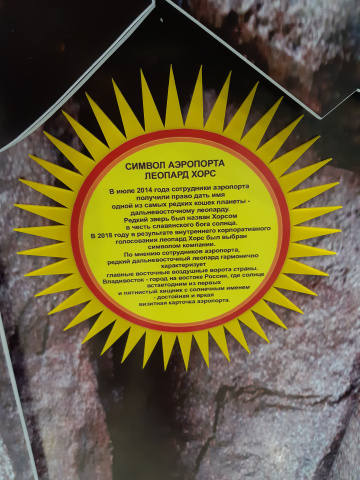 СИМВОЛ АЭРОПОРТА
ЛЕОПАРД ХОРС
В июле 2014 года сотрудники аэропорта
получили право дать имя
одной из самых редких кошек планеты -
дальневосточному леопарду.
Редкий зверь был назван Хорсом
в честь славянского бога солнца.
В 2015 году в результате внутреннего корпоративного
голосования леопард Хорс был выбран
символом компании.
По мнению сотрудников аэропорта,
редкий дальневосточный леопард гармонично
характеризует
главные восточные воздушные ворота страны.
Владивосток - город на востоке России, где солнце
встает одним из первых
и пятнистый хищник с солнечным именем
- достойная и яркая
визитная карточка аэропорта.